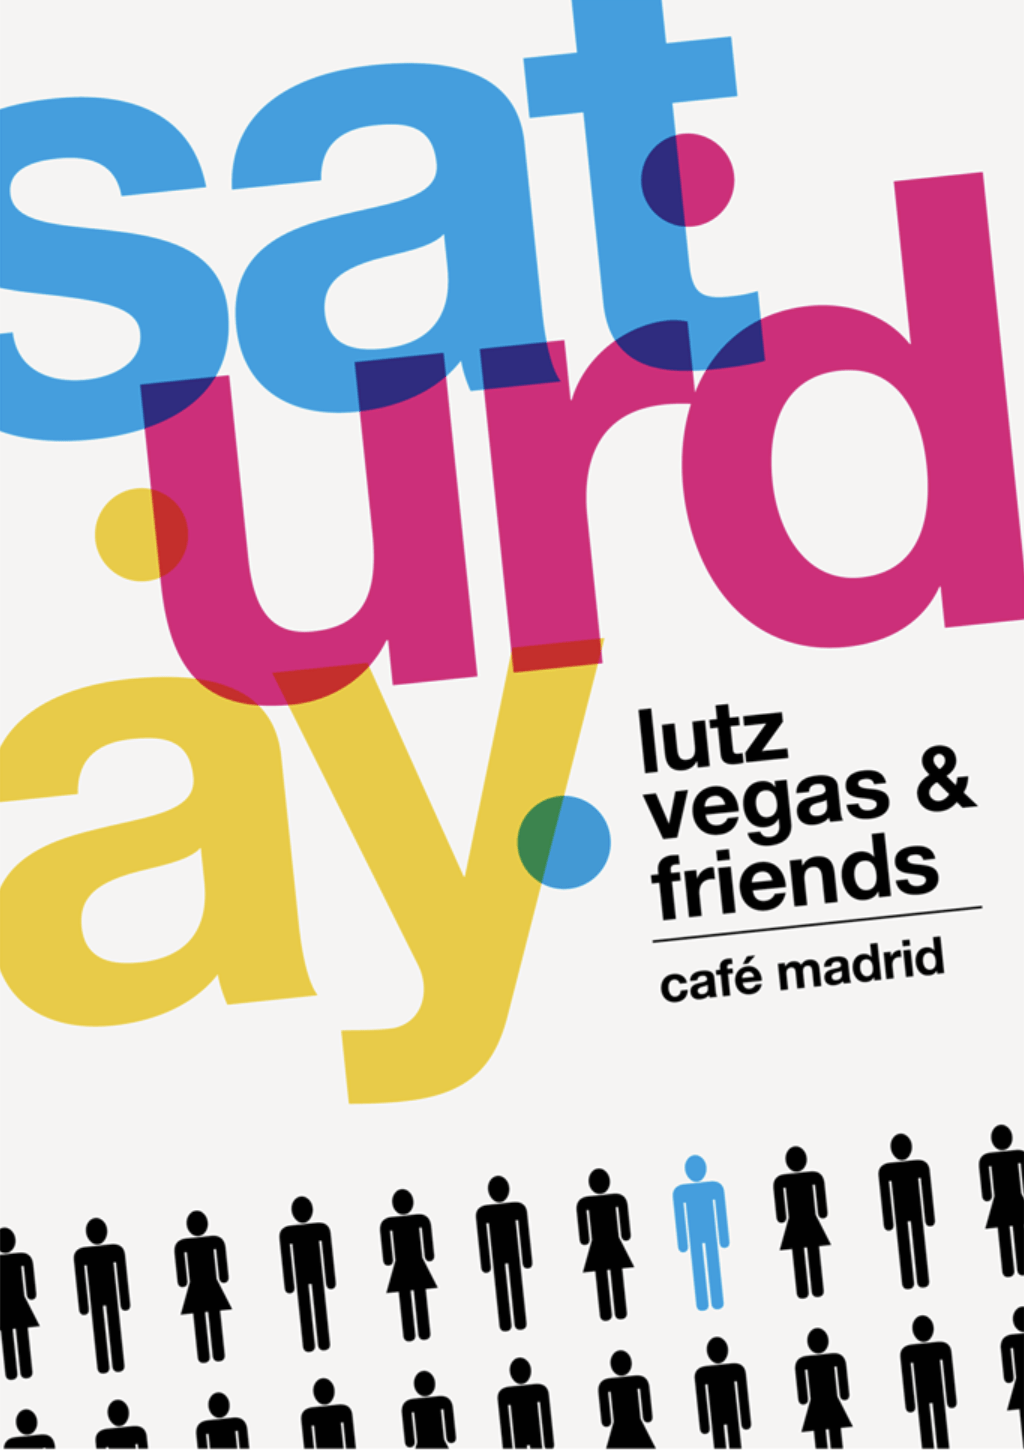 sat
urd
ay
lutz
vegas &
friends
café madrid